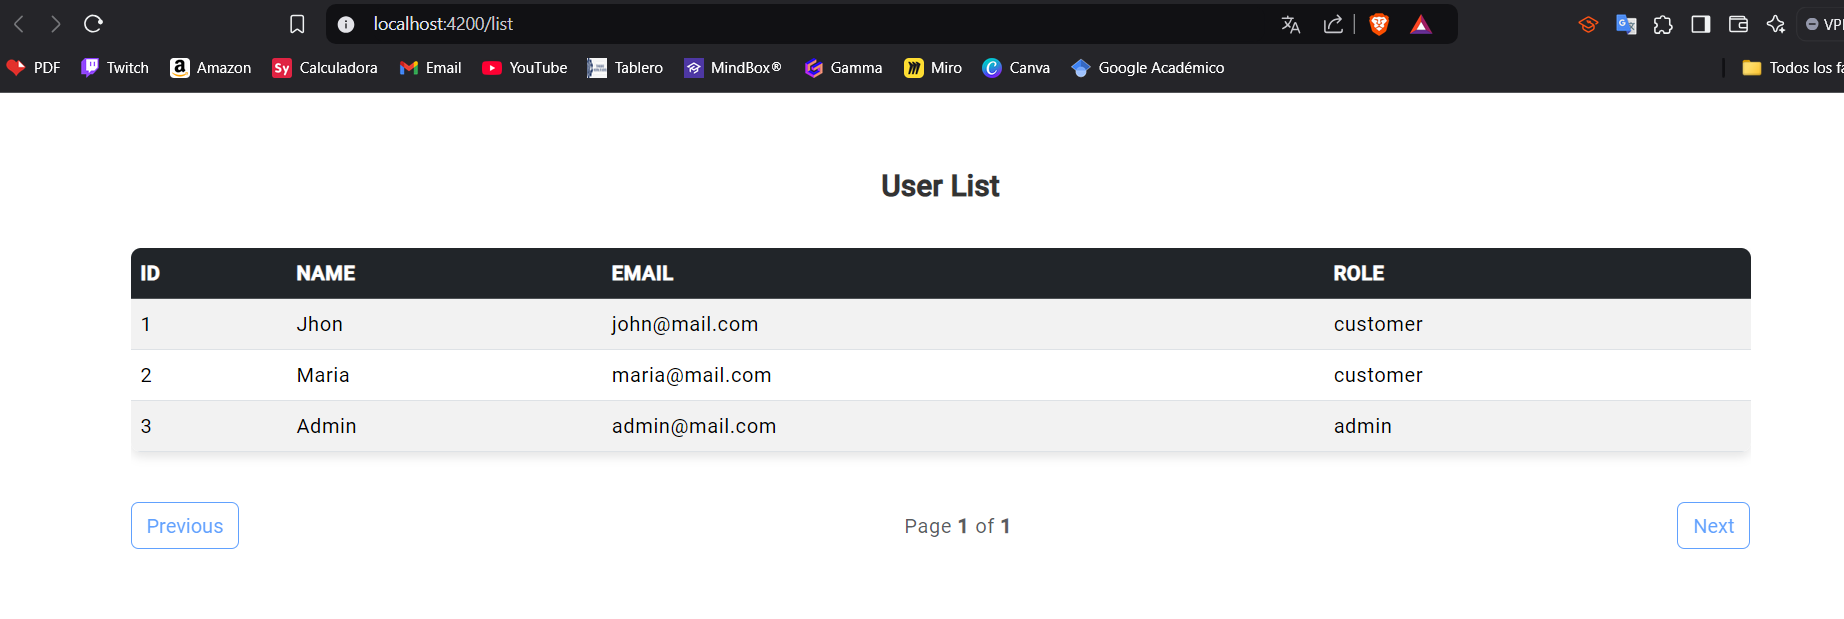 localhost:4200/list
VP
PDF Twitch Amazon Sy Calculadora Email YouTube Tablero MindBox® Gamma Miro Canva Google Académico Todos los fa
User List
ID NAME EMAIL ROLE
1 Jhon john@mail.com customer
2 Maria maria@mail.com customer
3 Admin admin@mail.com admin
Previous Page 1 of 1 Next